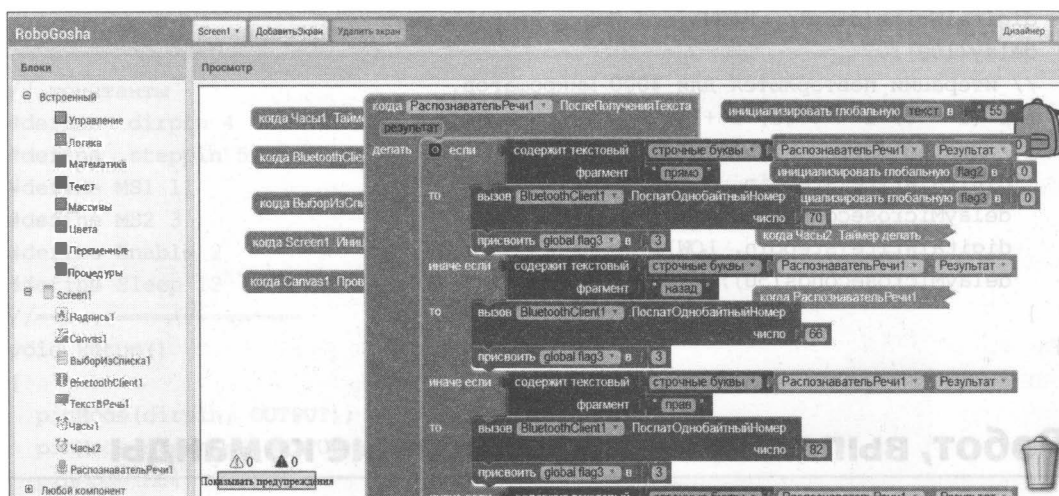 RoboGosha
Screen1 ДобавитьЭкран Удалить экран Дизайнер
Блоки Просмотр
Встроенный
Управление
Логика
Математика
Текст
Массивы
Цвета
Переменные
Процедуры
Screen1
Надпись1
Canvas1
ВыборИзСписка1
BluetoothClient1
ТекстВРечь1
Часы1
Часы2
РаспознавательРечи1
Любой компонент
когда Часы1 Тайме
когда BluetoothClie
когда ВыборИзСпи
когда Screen1 Иниц
когда Canvas1 Пров
когда РаспознавательРечи1 ПослеПолученияТекста
результат
делать если содержит текстовый строчные буквы РаспознавательРечи1 Результат
фрагмент прямо
то вызов BluetoothClient1 ПослатОднобайтныйНомер
число 70
присвоить global flag3 в 3
иначе если содержит текстовый строчные буквы РаспознавательРечи1 Результат
фрагмент назад
то вызов BluetoothClient1 ПослатОднобайтныйНомер
число 66
присвоить global flag3 в 3
иначе если содержит текстовый строчные буквы РаспознавательРечи1 Результат
фрагмент прав
то вызов BluetoothClient1 ПослатОднобайтныйНомер
число 82
присвоить global flag3 в 3
инициализировать глобальную текст в 55
инициализировать глобальную flag2 в 0
циализировать глобальную flag3 в 0
когда Часы2 Таймер делать
когда РаспознавательРечи1
0 0
Показывать предупреждения